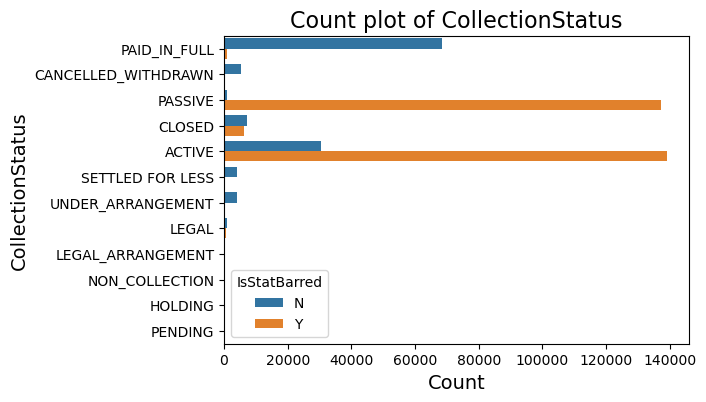 Count plot of CollectionStatus
CollectionStatus
PAID_IN_FULL
CANCELLED_WITHDRAWN
PASSIVE
CLOSED
ACTIVE
SETTLED FOR LESS
UNDER_ARRANGEMENT
LEGAL
LEGAL_ARRANGEMENT
NON_COLLECTION
HOLDING
PENDING
IsStatBarred
N
Y
0 20000 40000 60000 80000 100000 120000 140000
Count